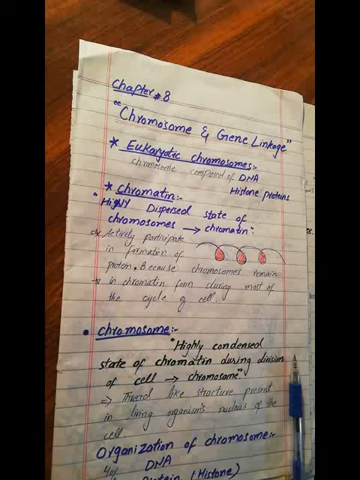 Chapter # 8
"Chromosome & Gene Linkage"
* Eukaryotic chromosomes:-
chromosome compound of DNA
Histone proteins
* chromatin:-
Highly Dispersed state of
chromosomes → chromatin
Actively participate
in formation of
protein. Because chromosomes remains
in chromatin form during most of
the cycle of cell.
• chromosome:-
"Highly condensed
state of chromatin during division
of cell → chromosome"
⇒ Thread like structure present
in living organism's nucleus of the
cell
Organization of chromosome:-
DNA
Protein (Histone)